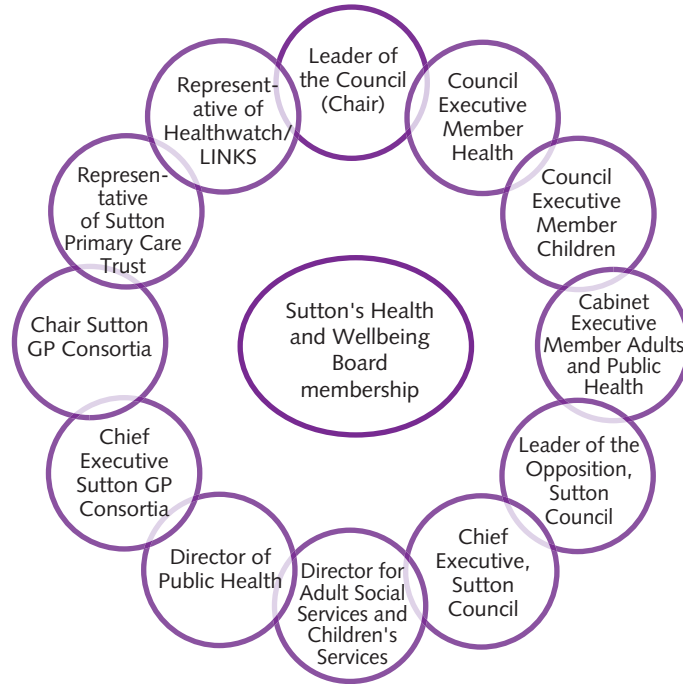 Leader of
the Council
(Chair)
Council
Executive
Member
Health
Council
Executive
Member
Children
Cabinet
Executive
Member Adults
and Public
Health
Leader of the
Opposition,
Sutton
Council
Chief
Executive,
Sutton
Council
Director for
Adult Social
Services and
Children's
Services
Director of
Public Health
Chief
Executive
Sutton GP
Consortia
Chair Sutton
GP Consortia
Represen-
tative
of Sutton
Primary Care
Trust
Represent-
ative of
Healthwatch/
LINKS
Sutton's Health
and Wellbeing
Board
membership